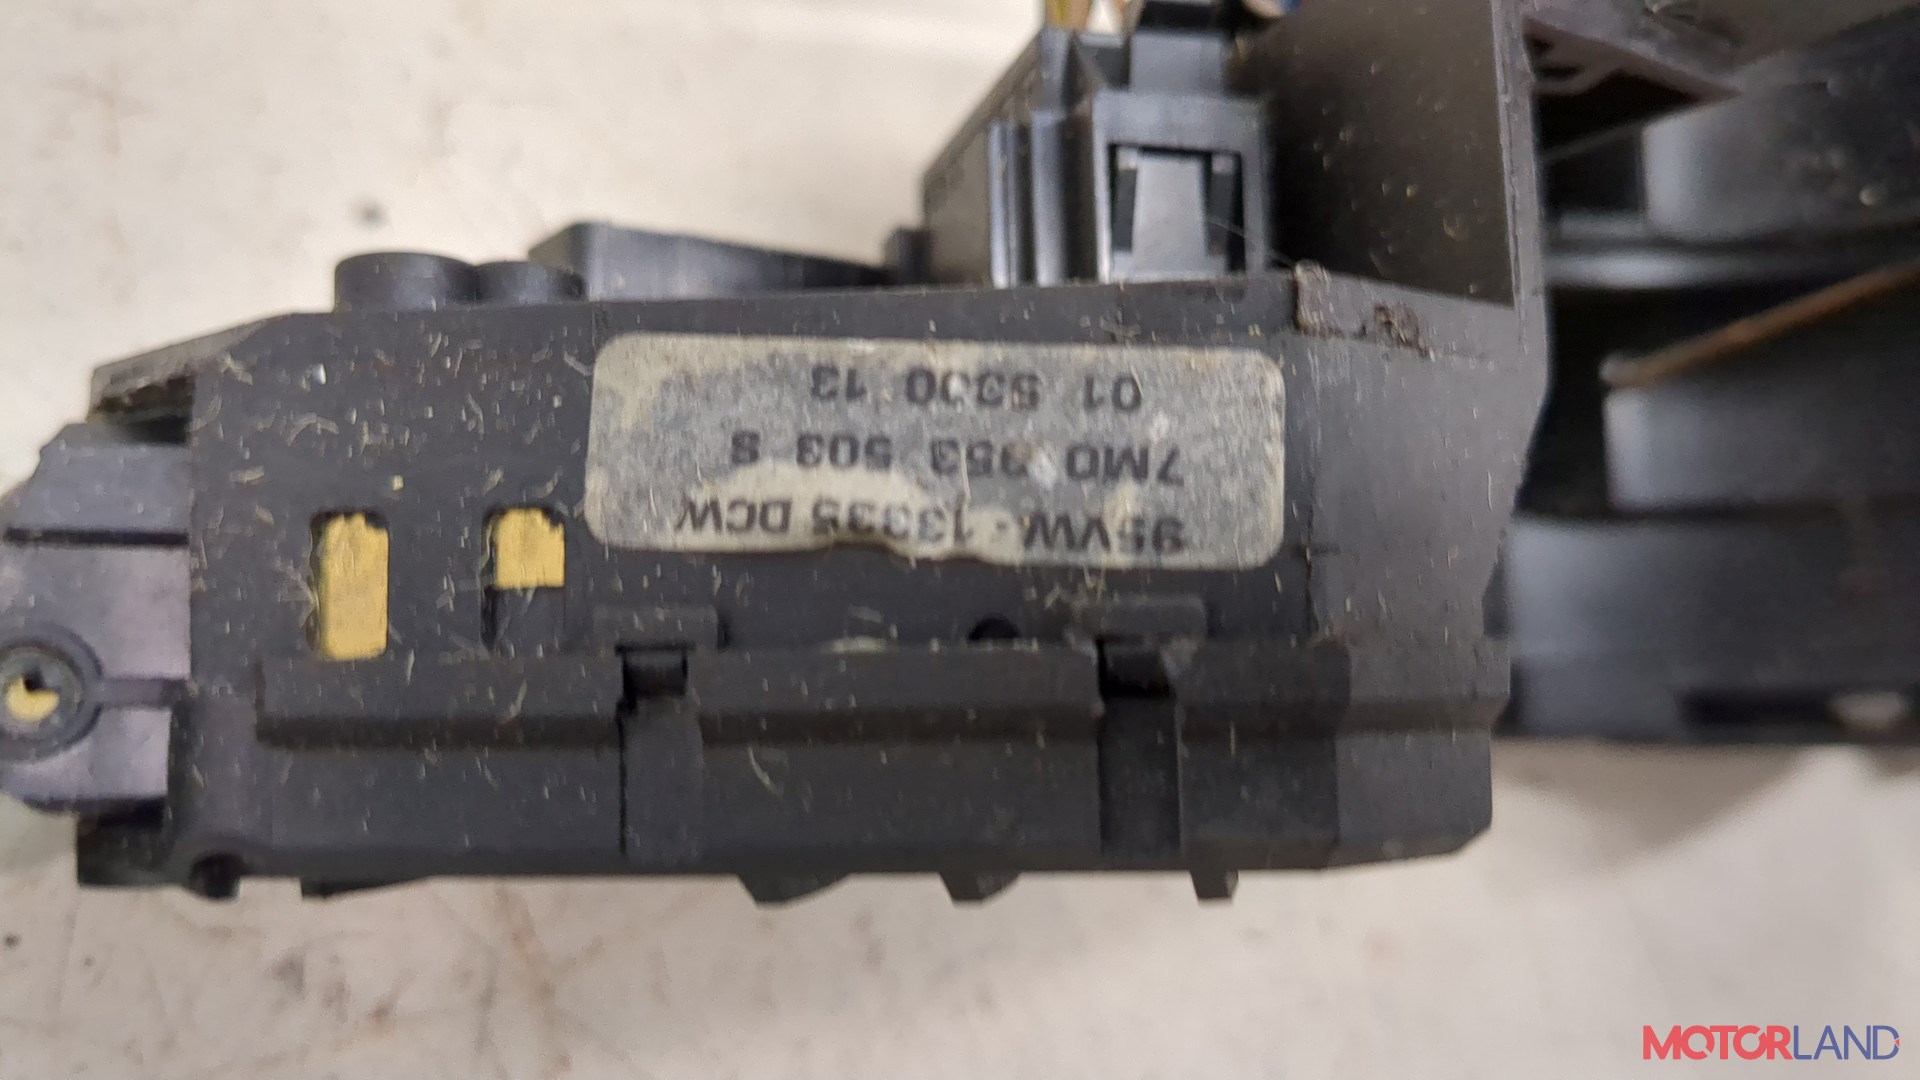 95VW-13335 DCW
7M0 953 503 S
01 5300 13
MOTORLAND